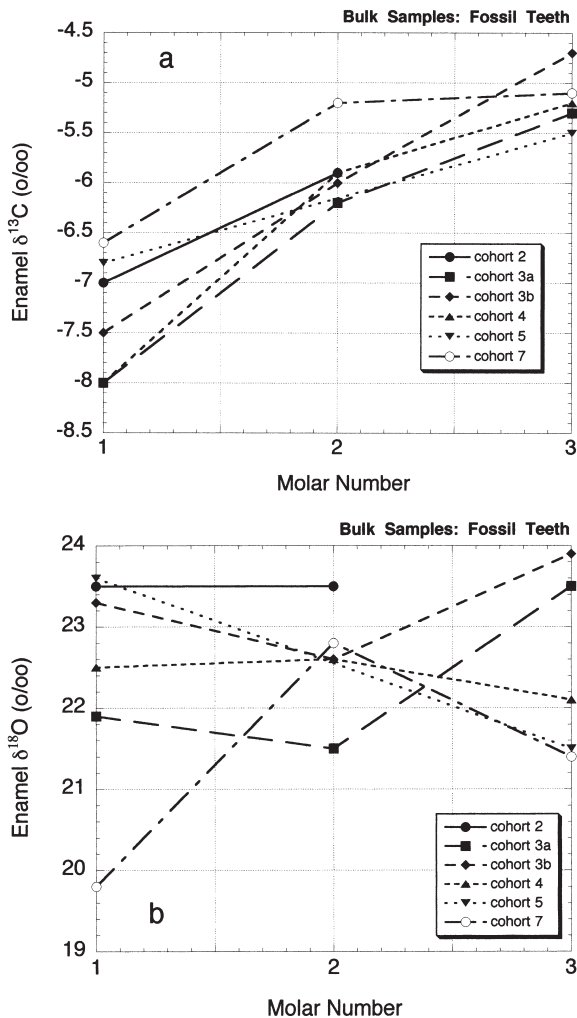 Bulk Samples: Fossil Teeth
a
-4.5
-5
-5.5
-6
-6.5
-7
-7.5
-8
-8.5
Enamel δ¹³C (o/oo)
cohort 2
cohort 3a
cohort 3b
cohort 4
cohort 5
cohort 7
1 2 3
Molar Number
Bulk Samples: Fossil Teeth
24
23
22
21
20
19
Enamel δ¹⁸O (o/oo)
cohort 2
cohort 3a
cohort 3b
cohort 4
cohort 5
cohort 7
b
1 2 3
Molar Number